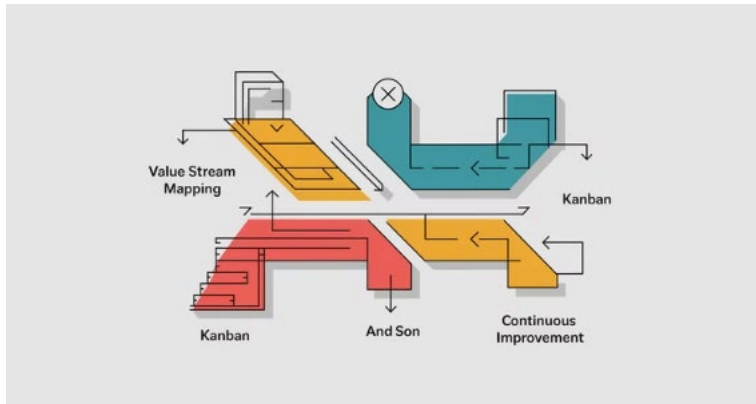 Value Stream
Mapping
Kanban
Kanban
And Son
Continuous
Improvement